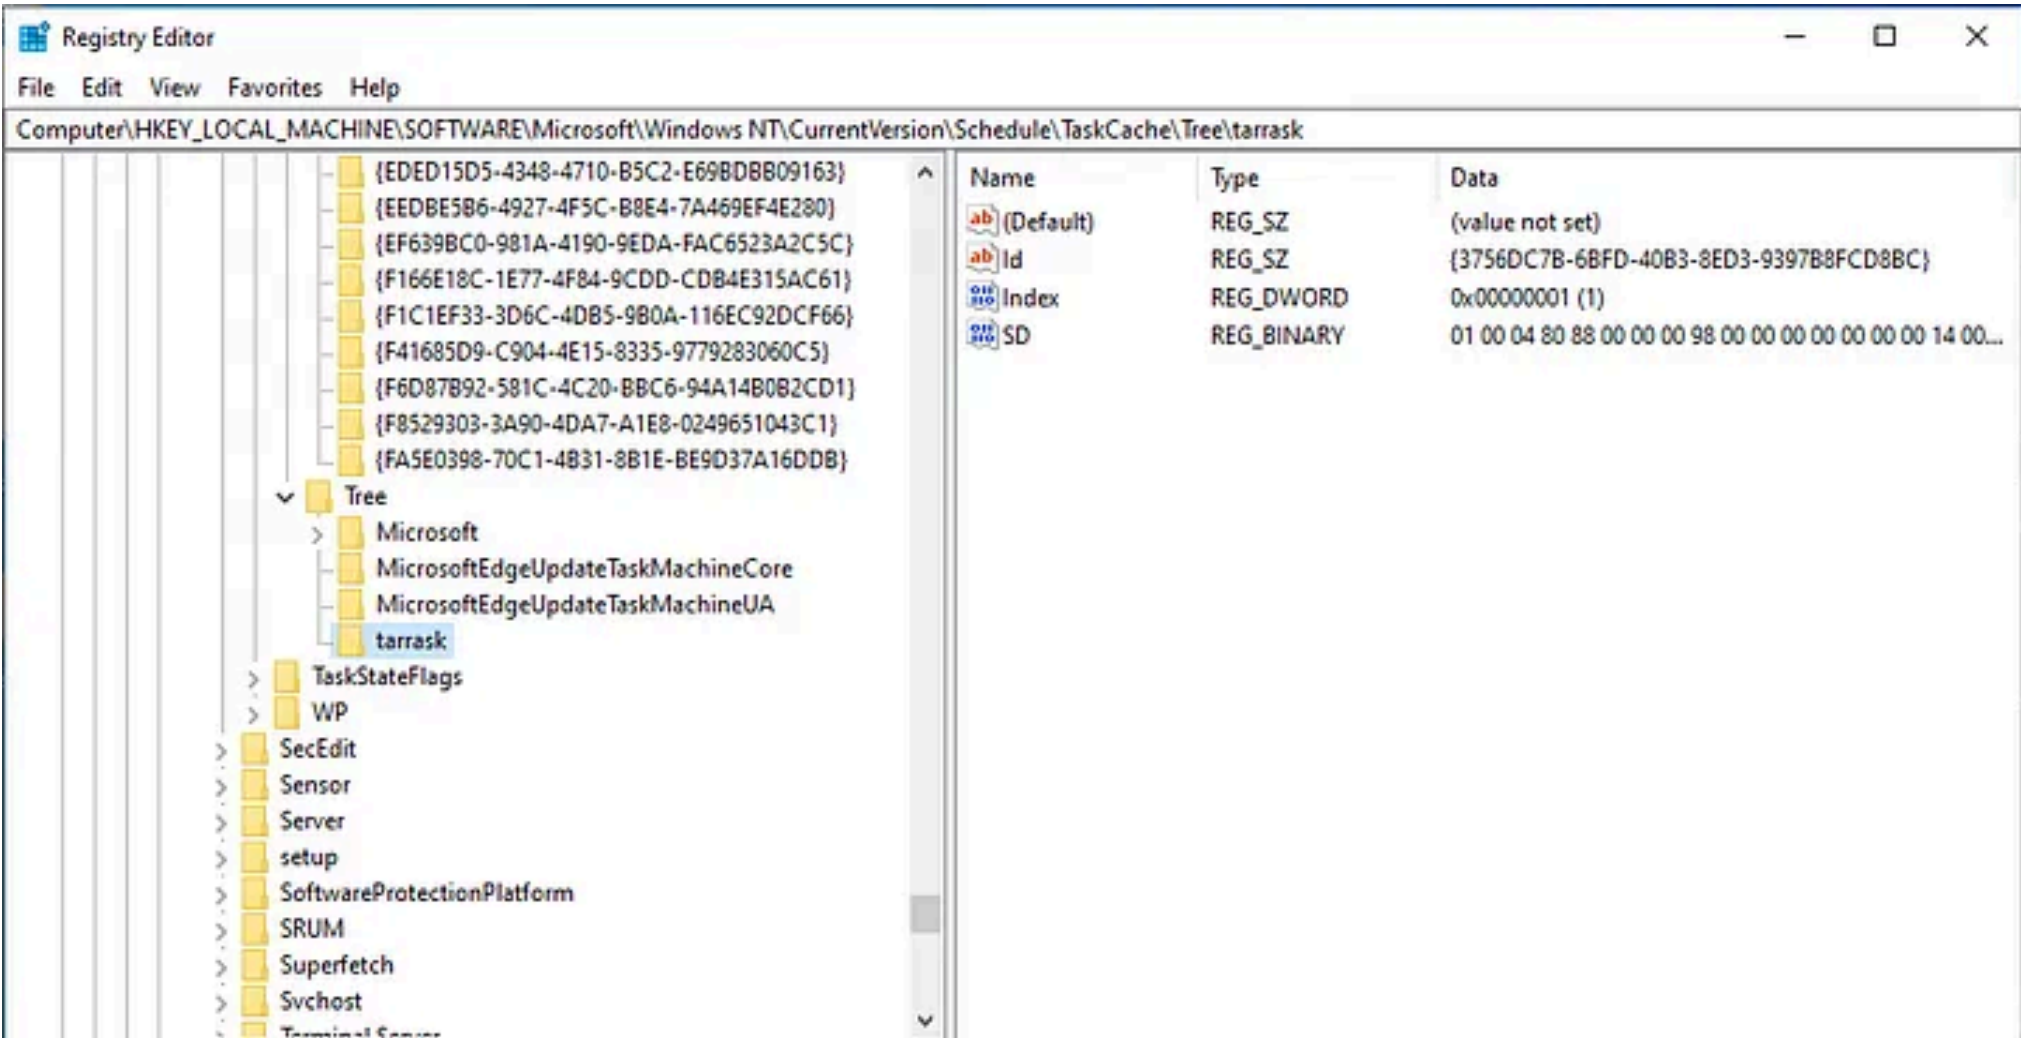 Registry Editor
File Edit View Favorites Help
Computer\HKEY_LOCAL_MACHINE\SOFTWARE\Microsoft\Windows NT\CurrentVersion\Schedule\TaskCache\Tree\tarrask
{EDED15D5-4348-4710-B5C2-E69BDBB09163}
{EEDBE5B6-4927-4F5C-B8E4-7A469EF4E280}
{EF639BC0-981A-4190-9EDA-FAC6523A2C5C}
{F166E18C-1E77-4F84-9CDD-CDB4E315AC61}
{F1C1EF33-3D6C-4DB5-9B0A-116EC92DCF66}
{F41685D9-C904-4E15-8335-9779283060C5}
{F6D87B92-581C-4C20-BBC6-94A14B0B2CD1}
{F8529303-3A90-4DA7-A1E8-0249651043C1}
{FA5E0398-70C1-4B31-8B1E-BE9D37A16DDB}
Tree
Microsoft
MicrosoftEdgeUpdateTaskMachineCore
MicrosoftEdgeUpdateTaskMachineUA
tarrask
TaskStateFlags
WP
SecEdit
Sensor
Server
setup
SoftwareProtectionPlatform
SRUM
Superfetch
Svchost
Terminal Server
Name Type Data
(Default) REG_SZ (value not set)
Id REG_SZ {3756DC7B-6BFD-40B3-8ED3-9397B8FCD8BC}
Index REG_DWORD 0x00000001 (1)
SD REG_BINARY 01 00 04 80 88 00 00 00 98 00 00 00 00 00 00 00 14 00...